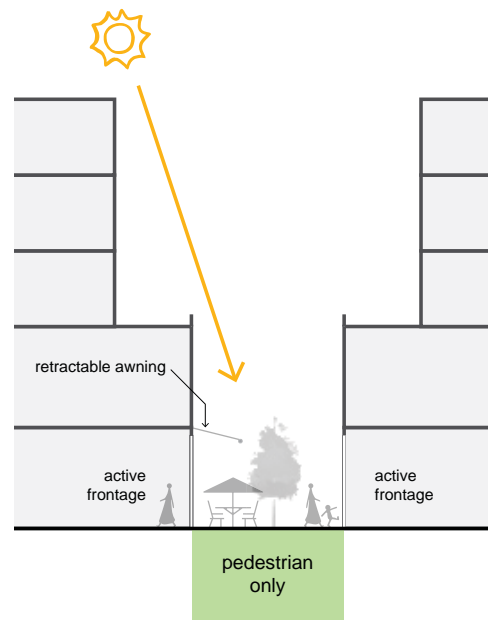 retractable awning
active
frontage
active
frontage
pedestrian
only